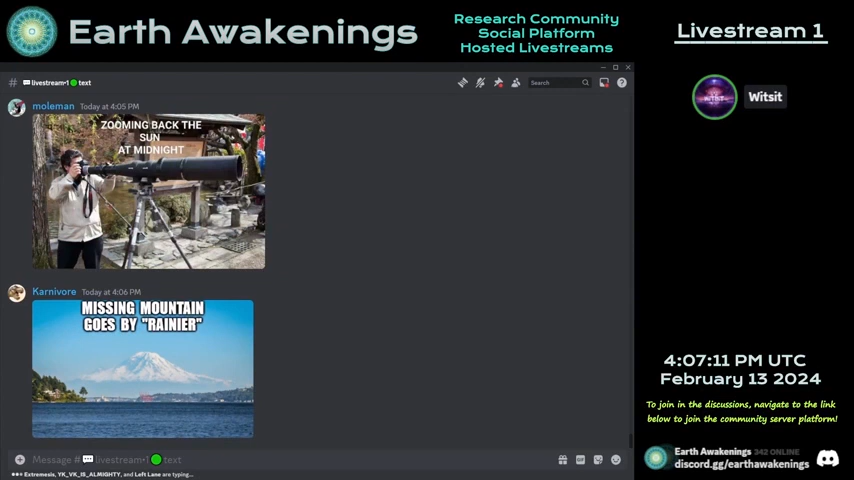 Earth Awakenings
Research Community
Social Platform
Hosted Livestreams
Livestream 1
# livestream•1 text
Search
Witsit
WITSIT
moleman Today at 4:05 PM
ZOOMING BACK THE
SUN
AT MIDNIGHT
Karnivore Today at 4:06 PM
MISSING MOUNTAIN
GOES BY "RAINIER"
Message # livestream•1 text
GIF
Extremesis, YK_VK_IS_ALMIGHTY, and Left Lane are typing...
4:07:11 PM UTC
February 13 2024
To join in the discussions, navigate to the link
below to join the community server platform!
Earth Awakenings 342 ONLINE
discord.gg/earthawakenings